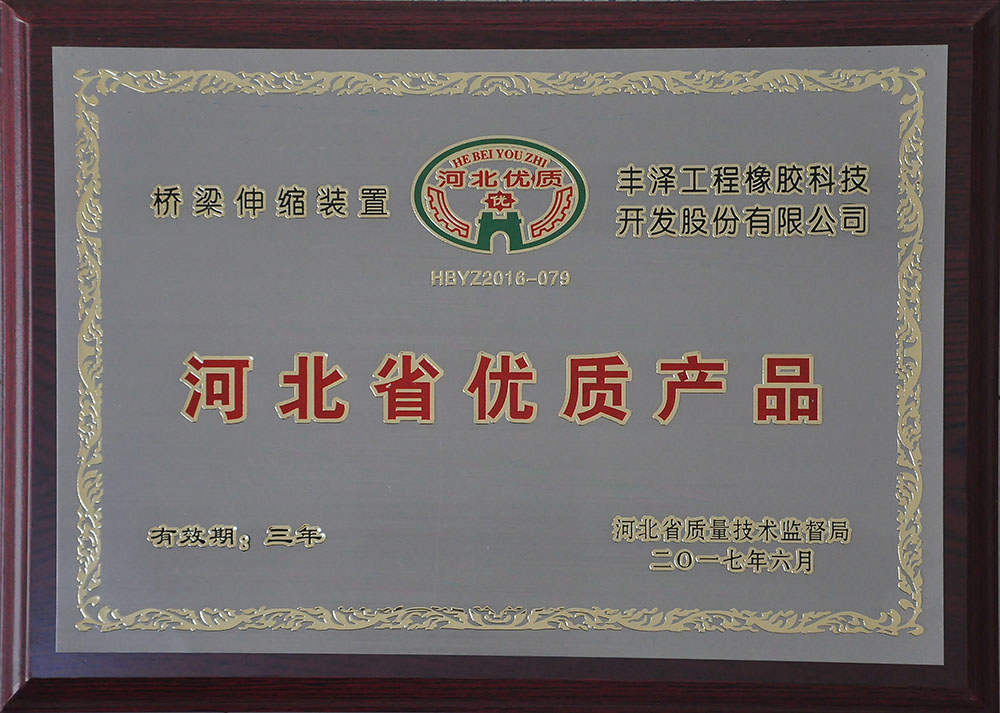 HE BEI YOU ZHI
河北优质
优
桥梁伸缩装置
丰泽工程橡胶科技
开发股份有限公司
HBYZ2016-079
河北省优质产品
有效期：三年
河北省质量技术监督局
二〇一七年六月